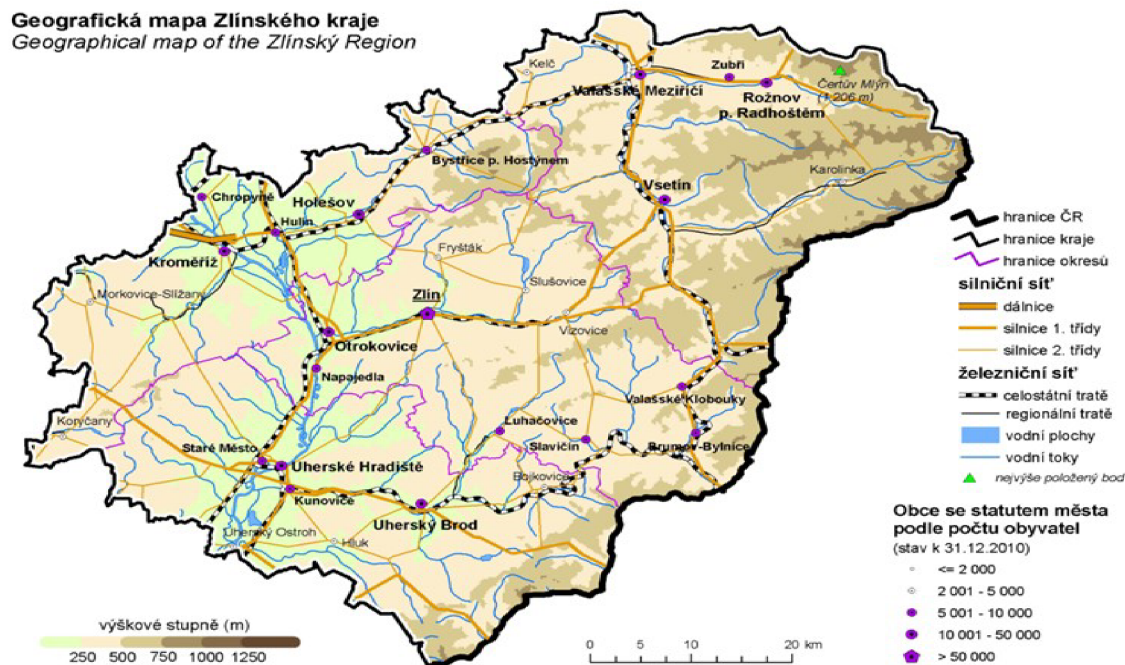 Geografická mapa Zlínského kraje
Geographical map of the Zlínský Region
Kelč
Zubří
Valašské Meziříčí
Čertův Mlýn
(1 206 m)
Rožnov
p. Radhoštěm
Bystřice p. Hostýnem
Karolinka
Vsetín
Chropyně
Holešov
Hulín
Kroměříž
Fryšták
Morkovice-Slížany
Zlín
Slušovice
Vizovice
Otrokovice
Napajedla
Valašské Klobouky
Koryčany
Luhačovice
Staré Město
Slavičín
Brumov-Bylnice
Uherské Hradiště
Bojkovice
Kunovice
Uherský Brod
Uherský Ostroh
Hluk
hranice ČR
hranice kraje
hranice okresů
silniční síť
dálnice
silnice 1. třídy
silnice 2. třídy
železniční síť
celostátní tratě
regionální tratě
vodní plochy
vodní toky
nejvýše položený bod
Obce se statutem města
podle počtu obyvatel
(stav k 31.12.2010)
<= 2 000
2 001 - 5 000
5 001 - 10 000
10 001 - 50 000
> 50 000
výškové stupně (m)
250 500 750 1000 1250
0 5 10 20 km